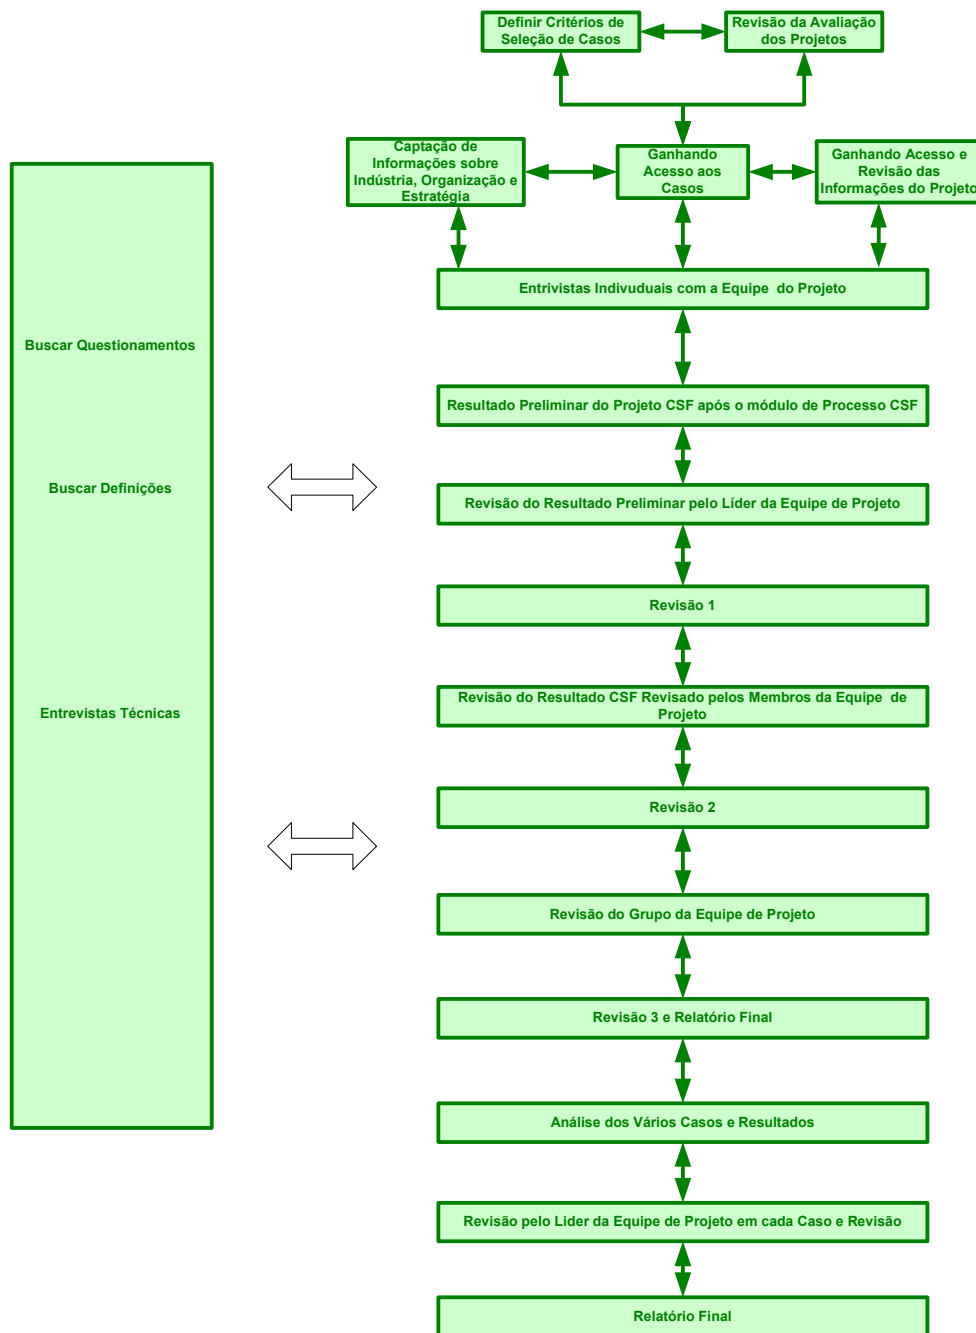 Definir Critérios de
Seleção de Casos
Revisão da Avaliação
dos Projetos
Captação de
Informações sobre
Indústria, Organização e
Estratégia
Ganhando
Acesso aos
Casos
Ganhando Acesso e
Revisão das
Informações do Projeto
Entrivistas Indivuduais com a Equipe do Projeto
Buscar Questionamentos
Resultado Preliminar do Projeto CSF após o módulo de Processo CSF
Buscar Definições
Revisão do Resultado Preliminar pelo Líder da Equipe de Projeto
Revisão 1
Entrevistas Técnicas
Revisão do Resultado CSF Revisado pelos Membros da Equipe de
Projeto
Revisão 2
Revisão do Grupo da Equipe de Projeto
Revisão 3 e Relatório Final
Análise dos Vários Casos e Resultados
Revisão pelo Lider da Equipe de Projeto em cada Caso e Revisão
Relatório Final